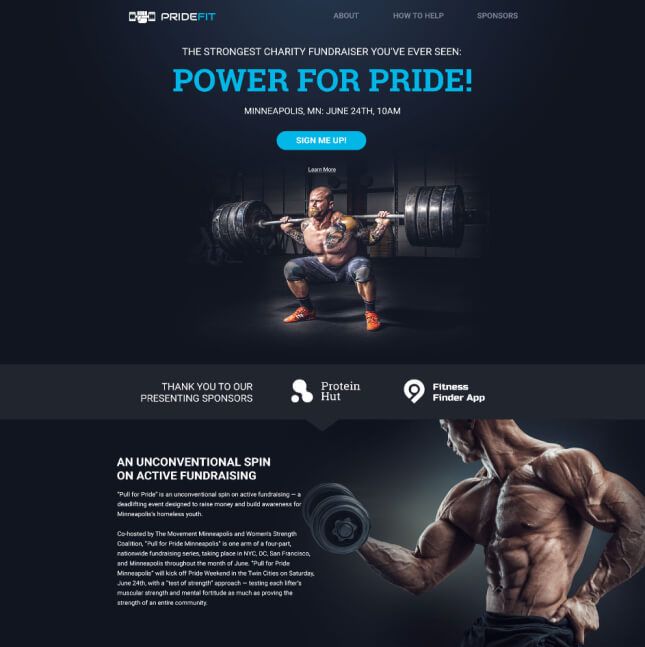 PRIDEFIT
ABOUT
HOW TO HELP
SPONSORS
THE STRONGEST CHARITY FUNDRAISER YOU'VE EVER SEEN:
POWER FOR PRIDE!
MINNEAPOLIS, MN: JUNE 24TH, 10AM
SIGN ME UP!
Learn More
THANK YOU TO OUR
PRESENTING SPONSORS
Protein
Hut
Fitness
Finder App
AN UNCONVENTIONAL SPIN
ON ACTIVE FUNDRAISING
"Pull for Pride" is an unconventional spin on active fundraising — a
deadlifting event designed to raise money and build awareness for
Minneapolis's homeless youth.
Co-hosted by The Movement Minneapolis and Women's Strength
Coalition, "Pull for Pride Minneapolis" is one arm of a four-part,
nationwide fundraising series, taking place in NYC, DC, San Francisco,
and Minneapolis throughout the month of June. "Pull for Pride
Minneapolis" will kick off Pride Weekend in the Twin Cities on Saturday,
June 24th, with a "test of strength" approach — testing each lifter's
muscular strength and mental fortitude as much as proving the
strength of an entire community.